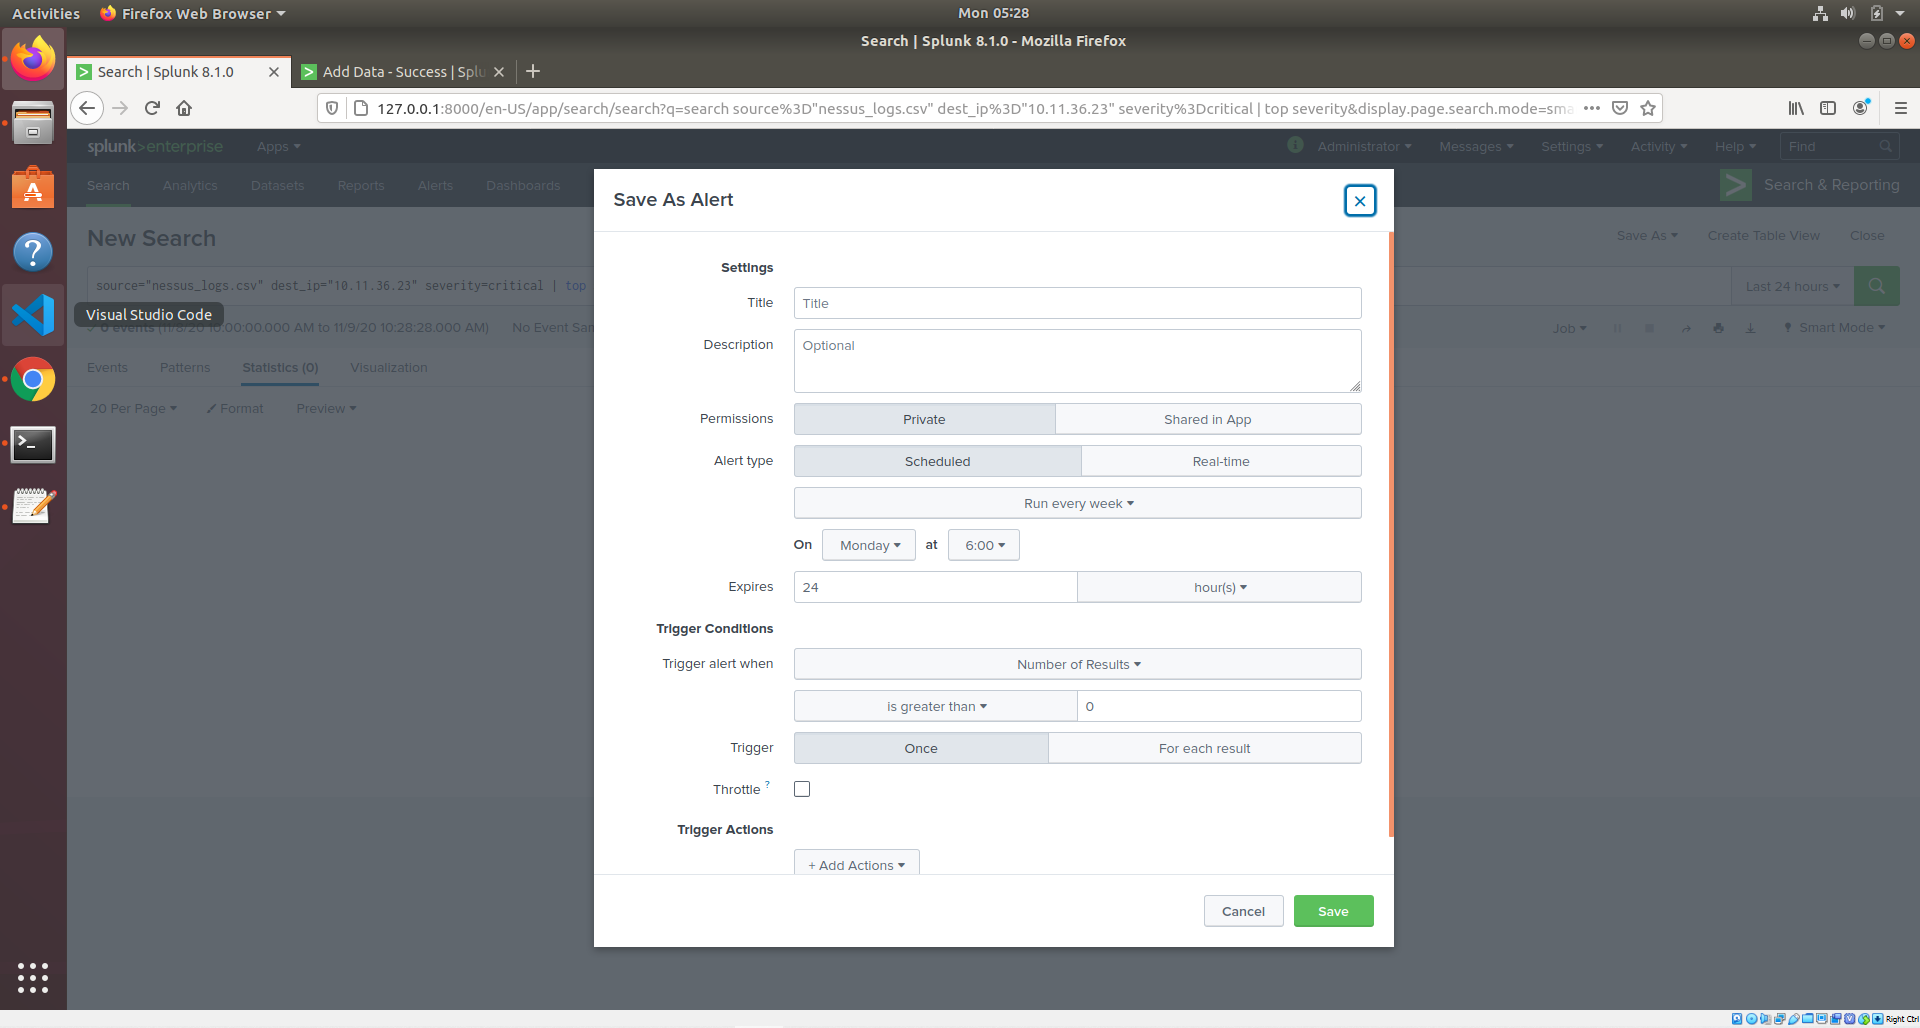 Activities
Firefox Web Browser
Mon 05:28
Search | Splunk 8.1.0 - Mozilla Firefox
Search | Splunk 8.1.0
Add Data - Success | Splu
127.0.0.1:8000/en-US/app/search/search?q=search source%3D"nessus_logs.csv" dest_ip%3D"10.11.36.23" severity%3Dcritical | top severity&display.page.search.mode=sma
splunk>enterprise
Apps
Administrator
Messages
Settings
Activity
Help
Find
Search
Analytics
Datasets
Reports
Alerts
Dashboards
Search & Reporting
New Search
Save As
Create Table View
Close
source="nessus_logs.csv" dest_ip="10.11.36.23" severity=critical | top
Last 24 hours
Visual Studio Code
0 events (11/8/20 10:00:00.000 AM to 11/9/20 10:28:28.000 AM)
No Event Sam
Job
Smart Mode
Events
Patterns
Statistics (0)
Visualization
20 Per Page
Format
Preview
Save As Alert
Settings
Title
Title
Description
Optional
Permissions
Private
Shared in App
Alert type
Scheduled
Real-time
Run every week
On
Monday
at
6:00
Expires
24
hour(s)
Trigger Conditions
Trigger alert when
Number of Results
is greater than
0
Trigger
Once
For each result
Throttle ?
Trigger Actions
+ Add Actions
Cancel
Save
Right Ctrl